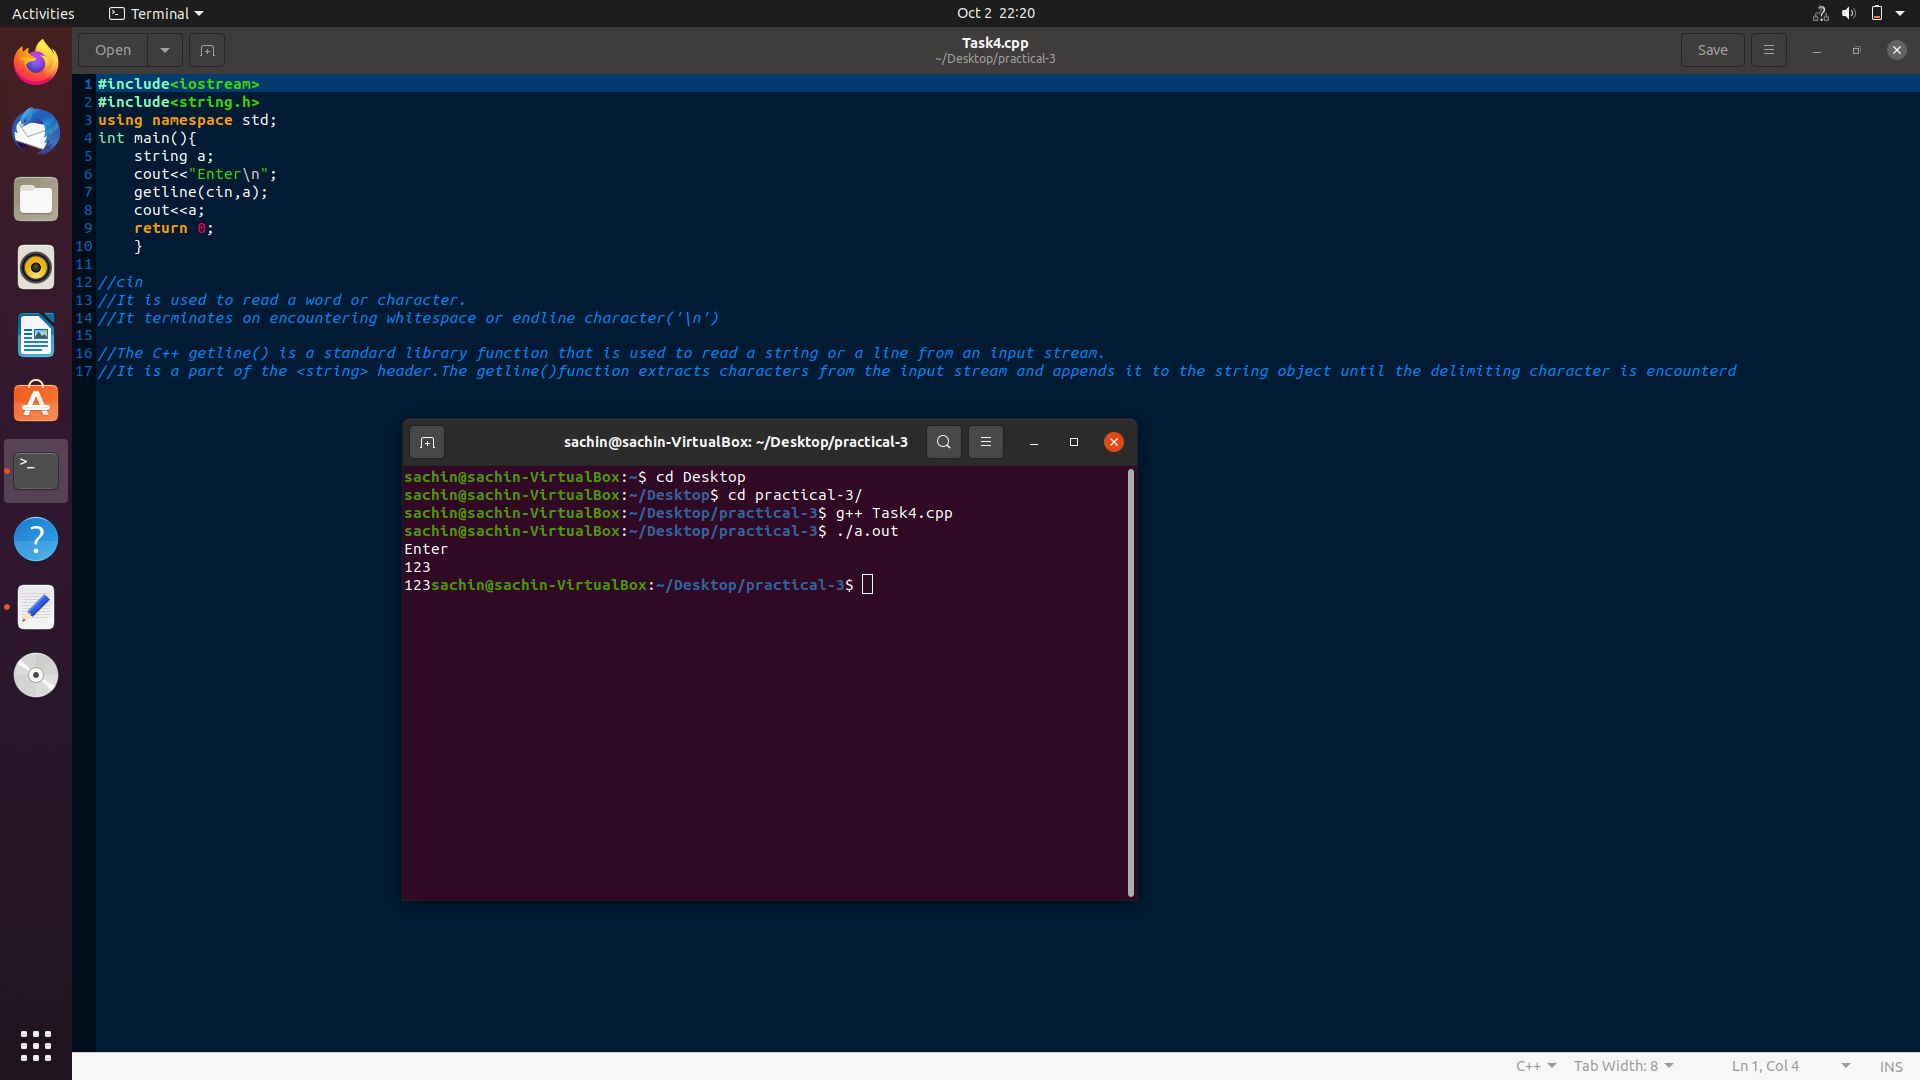 Activities
Terminal
Oct 2 22:20
Open
Task4.cpp
~/Desktop/practical-3
Save
1 #include<iostream>
2 #include<string.h>
3 using namespace std;
4 int main(){
5 string a;
6 cout<<"Enter\n";
7 getline(cin,a);
8 cout<<a;
9 return 0;
10 }
11
12 //cin
13 //It is used to read a word or character.
14 //It terminates on encountering whitespace or endline character('\n')
15
16 //The C++ getline() is a standard library function that is used to read a string or a line from an input stream.
17 //It is a part of the <string> header.The getline()function extracts characters from the input stream and appends it to the string object until the delimiting character is encounterd
sachin@sachin-VirtualBox: ~/Desktop/practical-3
sachin@sachin-VirtualBox:~$ cd Desktop
sachin@sachin-VirtualBox:~/Desktop$ cd practical-3/
sachin@sachin-VirtualBox:~/Desktop/practical-3$ g++ Task4.cpp
sachin@sachin-VirtualBox:~/Desktop/practical-3$ ./a.out
Enter
123
123sachin@sachin-VirtualBox:~/Desktop/practical-3$
C++
Tab Width: 8
Ln 1, Col 4
INS